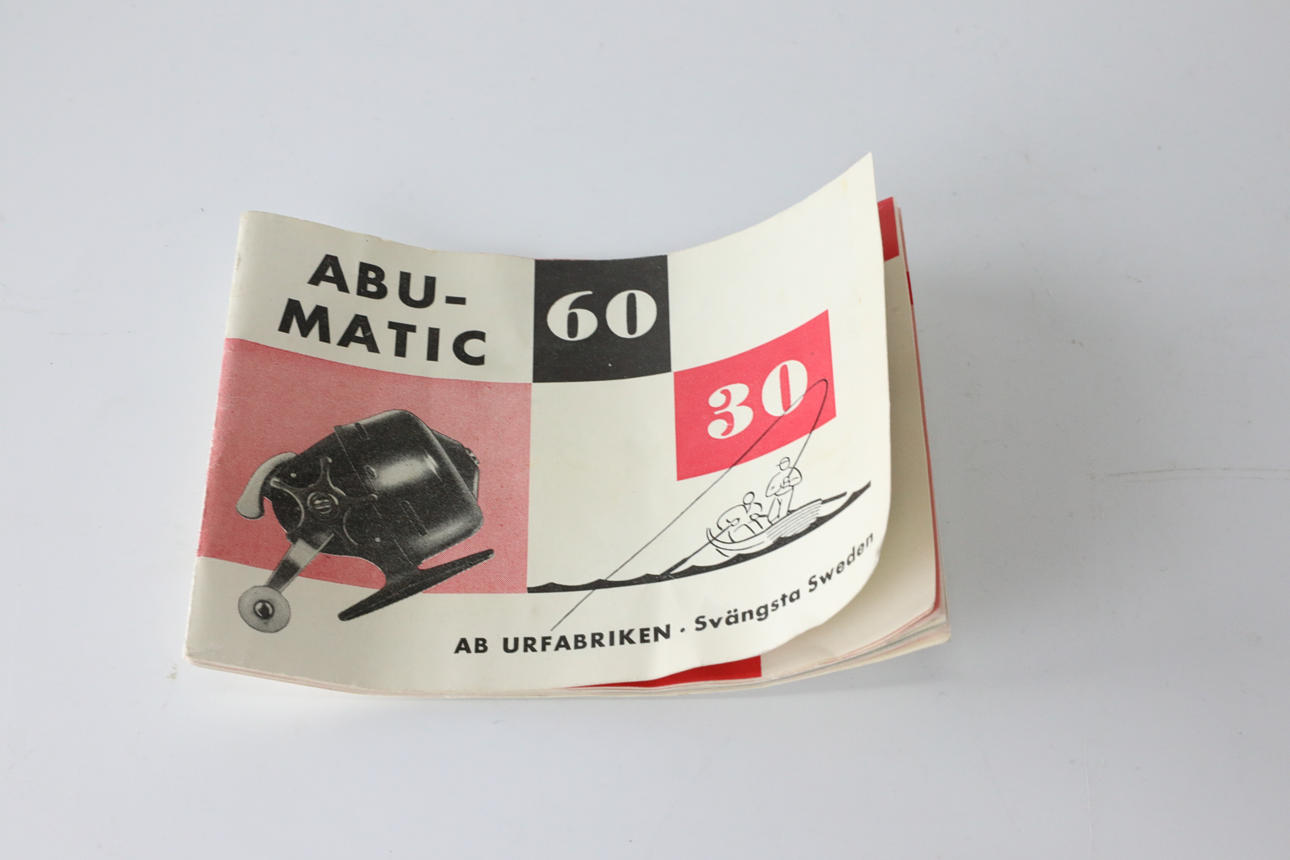 ABU-
MATIC
60
30
AB URFABRIKEN · Svängsta Sweden